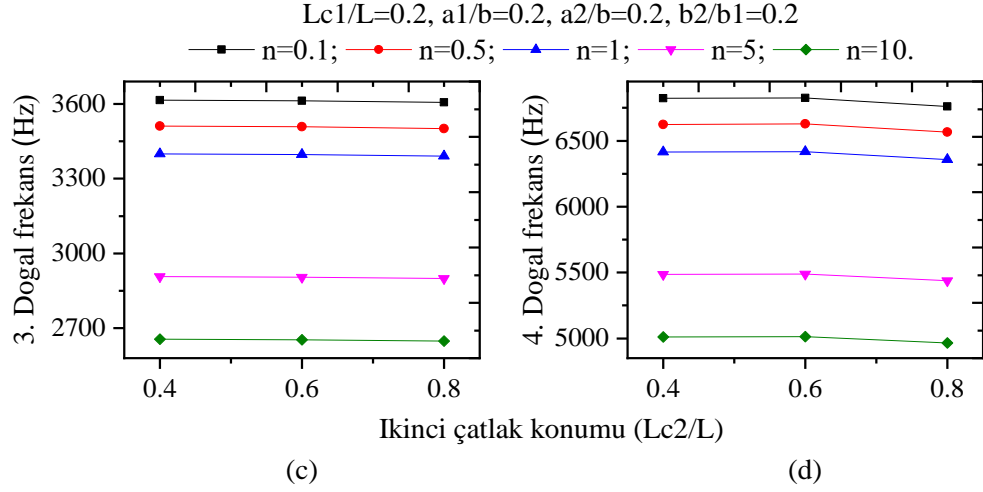 Lc1/L=0.2, a1/b=0.2, a2/b=0.2, b2/b1=0.2
n=0.1; n=0.5; n=1; n=5; n=10.
3. Dogal frekans (Hz)
3600
3300
3000
2700
0.4 0.6 0.8
4. Dogal frekans (Hz)
6500
6000
5500
5000
0.4 0.6 0.8
Ikinci çatlak konumu (Lc2/L)
(c) (d)